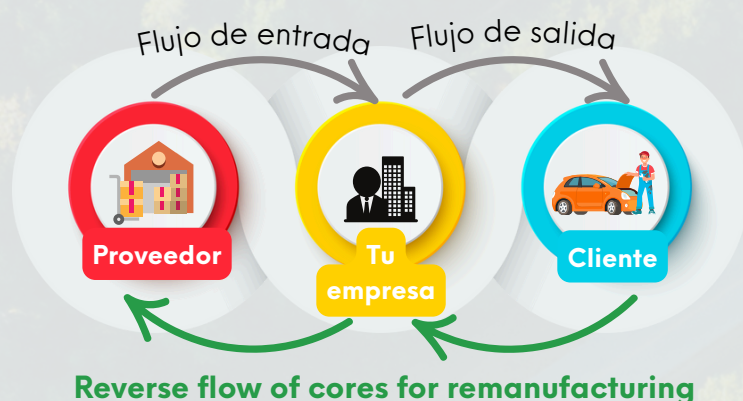 Flujo de entrada
Flujo de salida
Proveedor
Tu
empresa
Cliente
Reverse flow of cores for remanufacturing